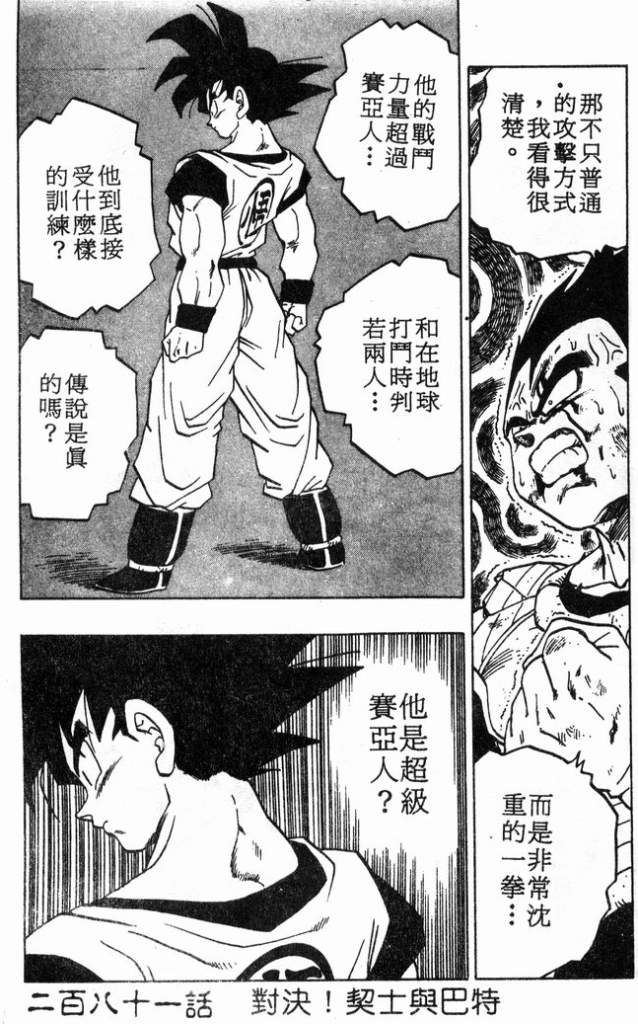 那不只普通
的攻擊方式
，我看得很
清楚。
而是非常沈
重的一拳…
他的戰鬥
力量超過
賽亞人…
和在地球
打鬥時判
若兩人…
他到底接
受什麼樣
的訓練？
傳說是眞
的嗎？
他是超級
賽亞人？
二百八十一話　對決！契士與巴特